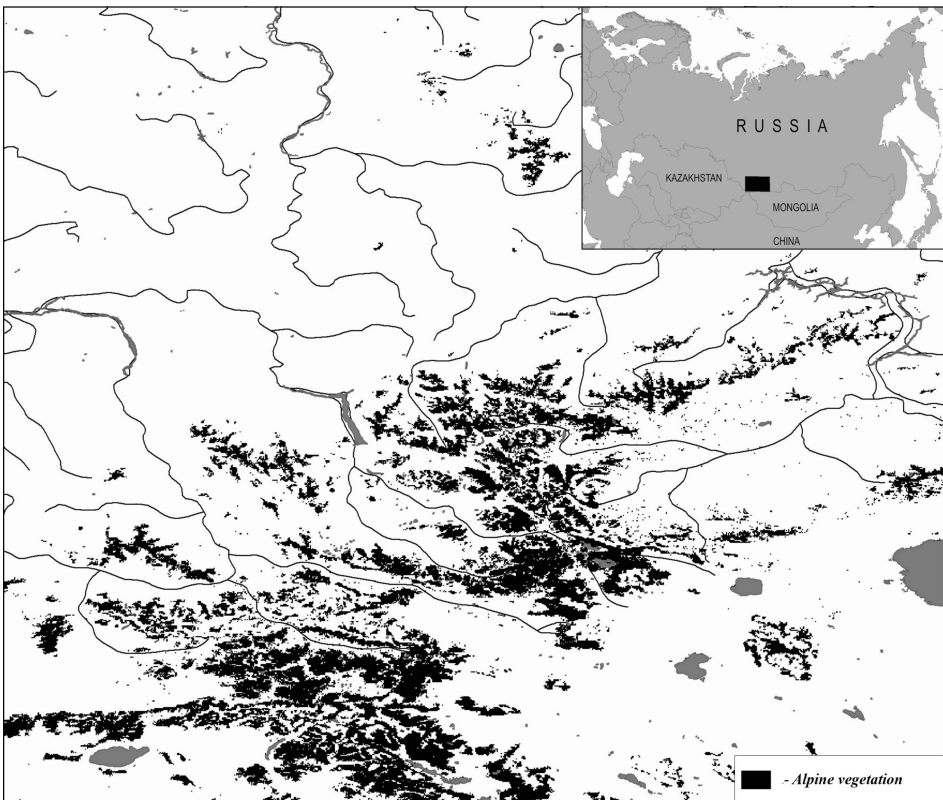 RUSSIA
KAZAKHSTAN
MONGOLIA
CHINA
- Alpine vegetation